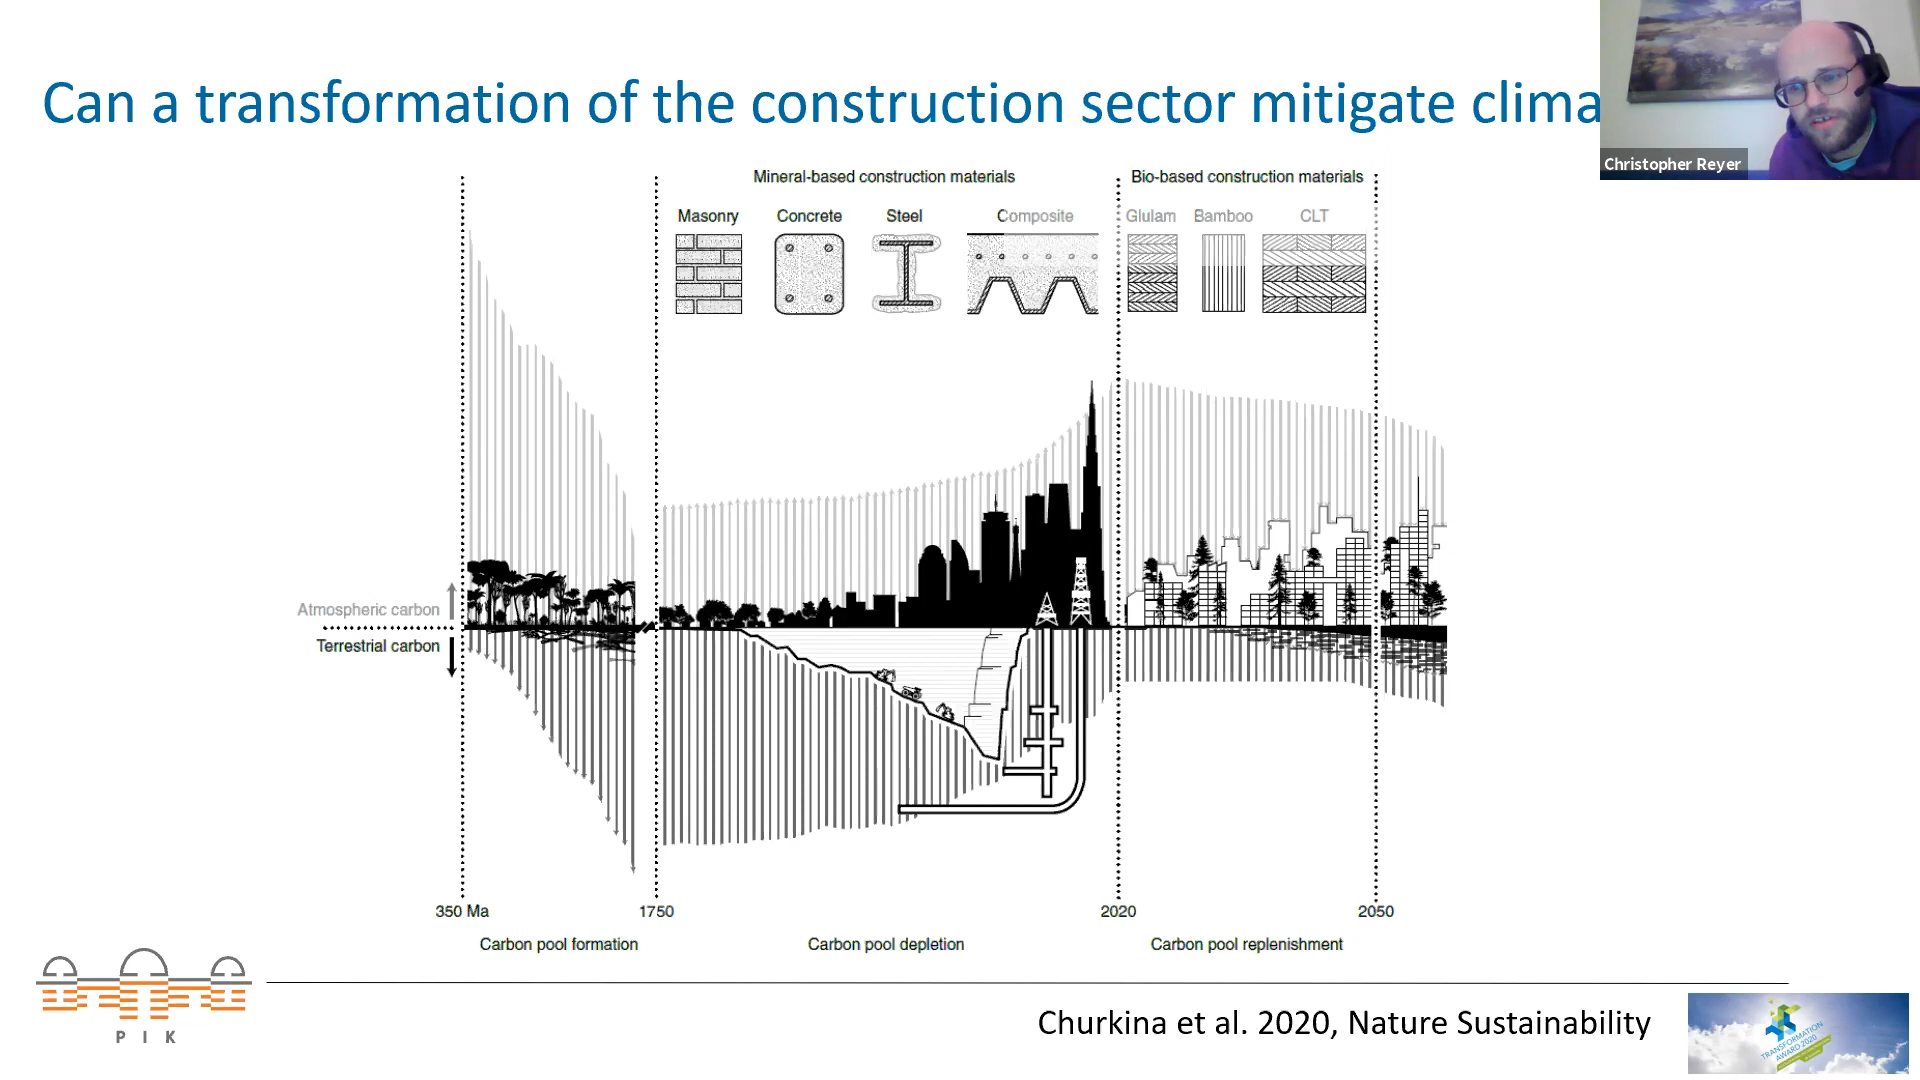 Can a transformation of the construction sector mitigate clima
Christopher Reyer
Mineral-based construction materials
Bio-based construction materials
Masonry
Concrete
Steel
Composite
Glulam
Bamboo
CLT
Atmospheric carbon
Terrestrial carbon
350 Ma
1750
2020
2050
Carbon pool formation
Carbon pool depletion
Carbon pool replenishment
P I K
Churkina et al. 2020, Nature Sustainability
TRANSFORMATION
AWARD 2020